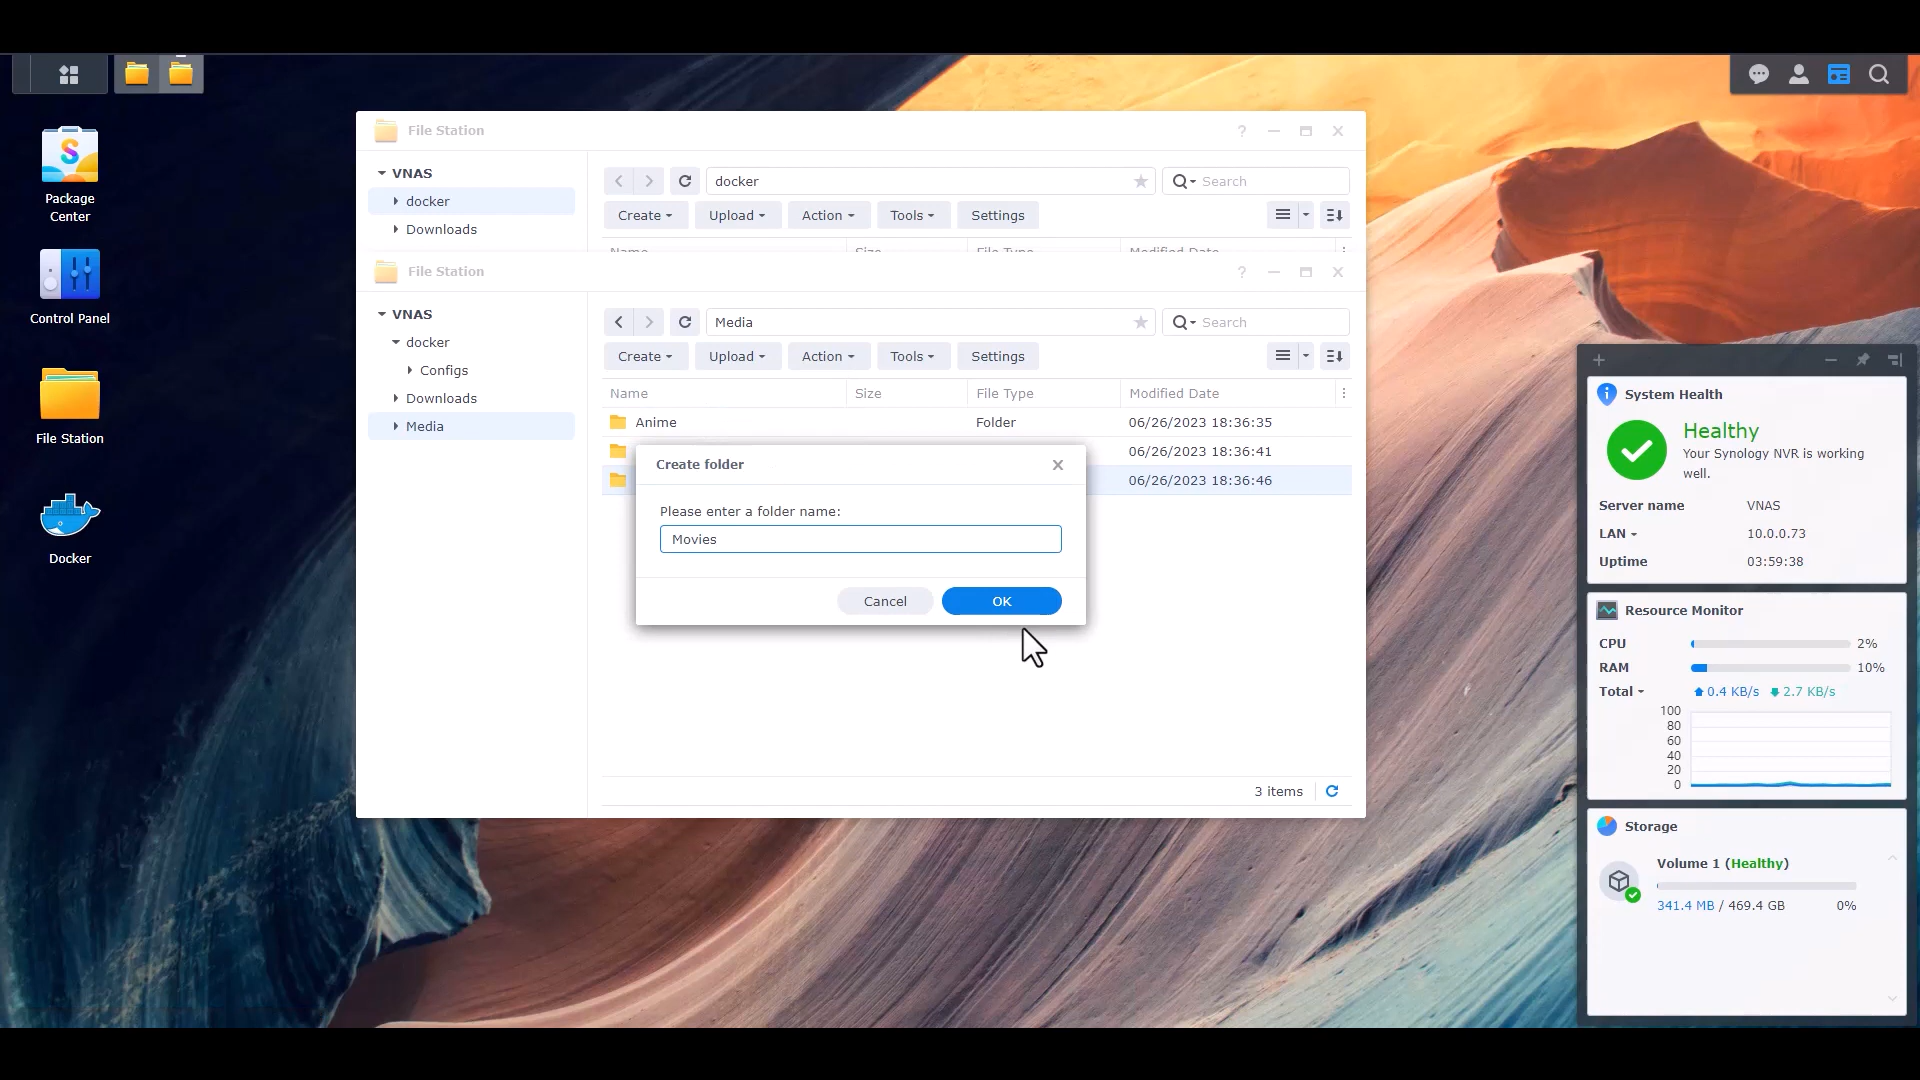 Package
Center
Control Panel
File Station
Docker
File Station
?
VNAS
docker
Downloads
docker
Search
Create
Upload
Action
Tools
Settings
Name
Size
File Type
Modified Date
File Station
?
VNAS
docker
Configs
Downloads
Media
Media
Search
Create
Upload
Action
Tools
Settings
Name
Size
File Type
Modified Date
Anime
Folder
06/26/2023 18:36:35
06/26/2023 18:36:41
06/26/2023 18:36:46
Create folder
Please enter a folder name:
Movies
Cancel
OK
3 items
System Health
Healthy
Your Synology NVR is working
well.
Server name VNAS
LAN 10.0.0.73
Uptime 03:59:38
Resource Monitor
CPU 2%
RAM 10%
Total 0.4 KB/s 2.7 KB/s
100
80
60
40
20
0
Storage
Volume 1 (Healthy)
341.4 MB / 469.4 GB 0%